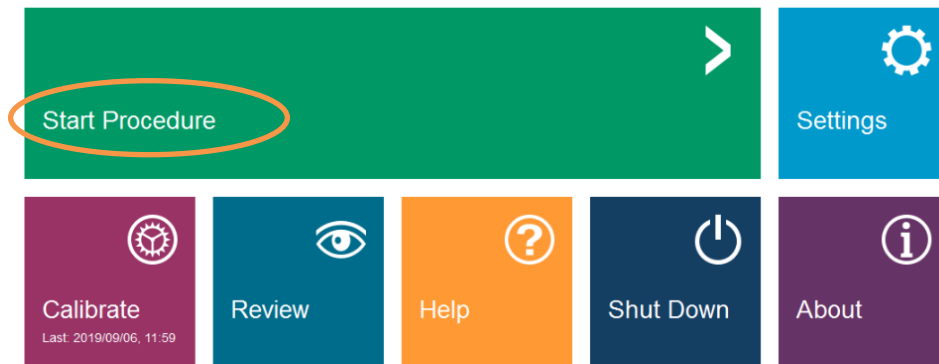 Start Procedure
Settings
Calibrate
Last: 2019/09/06, 11:59
Review
Help
Shut Down
About